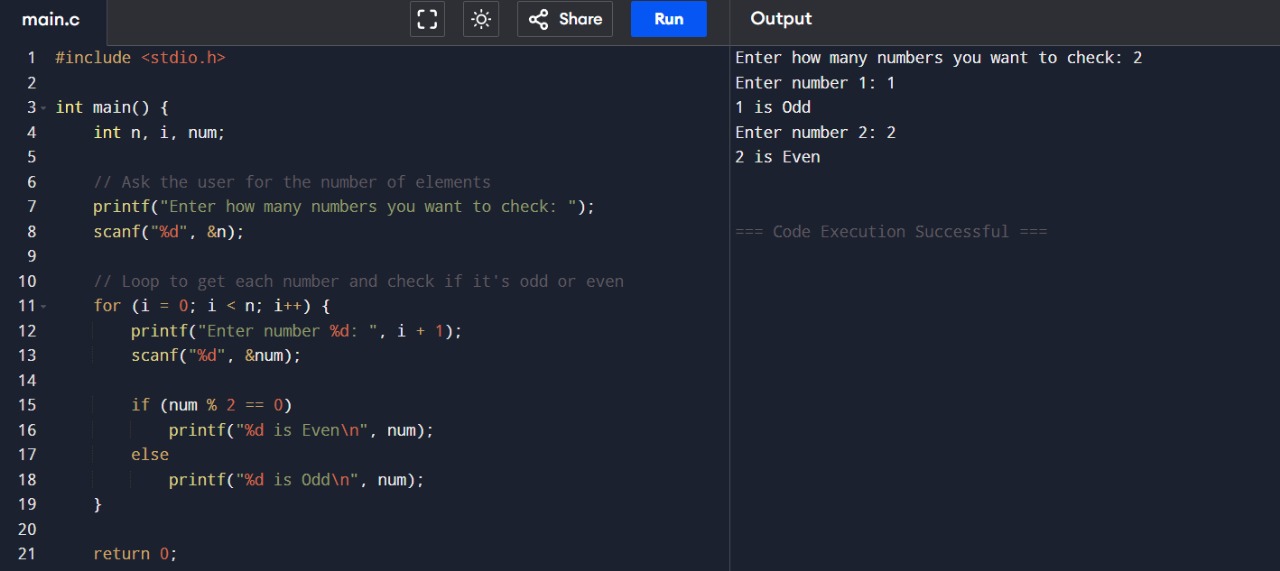 main.c
Share
Run
Output
1 #include <stdio.h>
2
3 int main() {
4     int n, i, num;
5
6     // Ask the user for the number of elements
7     printf("Enter how many numbers you want to check: ");
8     scanf("%d", &n);
9
10     // Loop to get each number and check if it's odd or even
11     for (i = 0; i < n; i++) {
12         printf("Enter number %d: ", i + 1);
13         scanf("%d", &num);
14
15         if (num % 2 == 0)
16             printf("%d is Even\n", num);
17         else
18             printf("%d is Odd\n", num);
19     }
20
21     return 0;
Enter how many numbers you want to check: 2
Enter number 1: 1
1 is Odd
Enter number 2: 2
2 is Even
=== Code Execution Successful ===